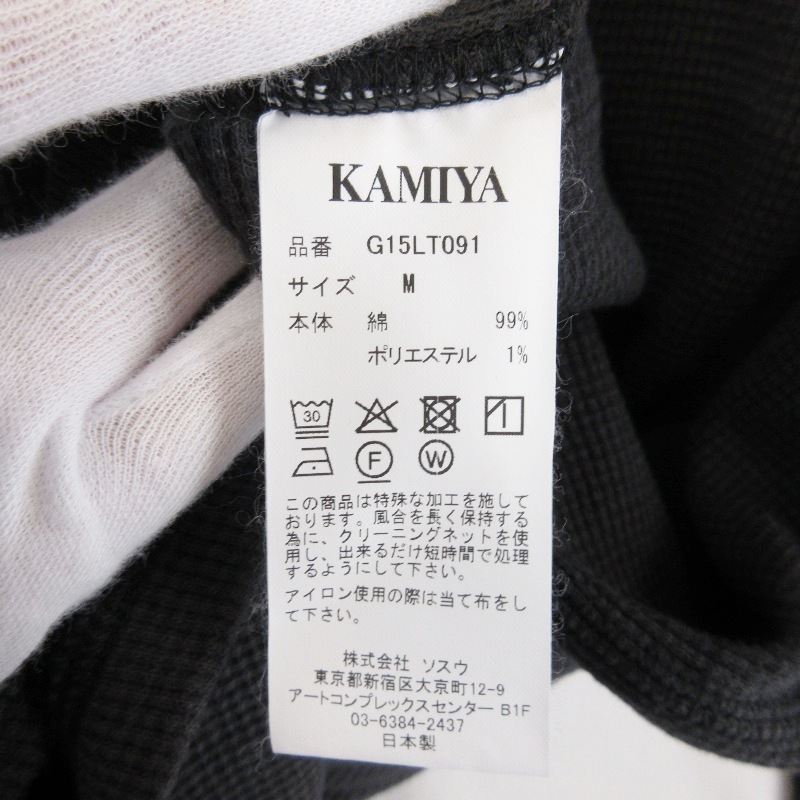 KAMIYA
品番 G15LT091
サイズ M
本体 綿 99%
ポリエステル 1%
30
F W
この商品は特殊な加工を施して
おります。風合を長く保持する
為に、クリーニングネットを使
用し、出来るだけ短時間で処理
するようにして下さい。
アイロン使用の際は当て布をし
て下さい。
株式会社 ソスウ
東京都新宿区大京町12-9
アートコンプレックスセンター B1F
03-6384-2437
日本製